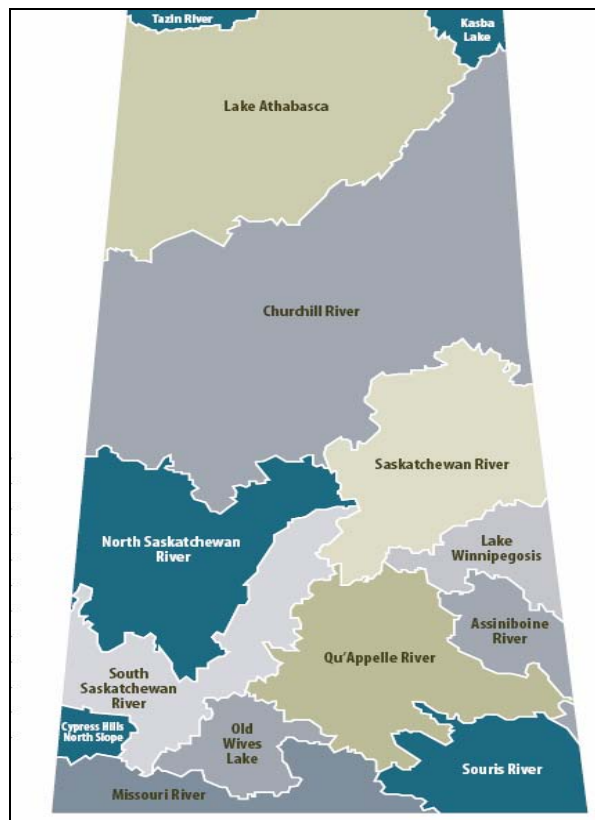 Tazin River
Kasba
Lake
Lake Athabasca
Churchill River
Saskatchewan River
North Saskatchewan
River
Lake
Winnipegosis
Assiniboine
River
Qu'Appelle River
South
Saskatchewan
River
Cypress Hills
North Slope
Old
Wives
Lake
Souris River
Missouri River